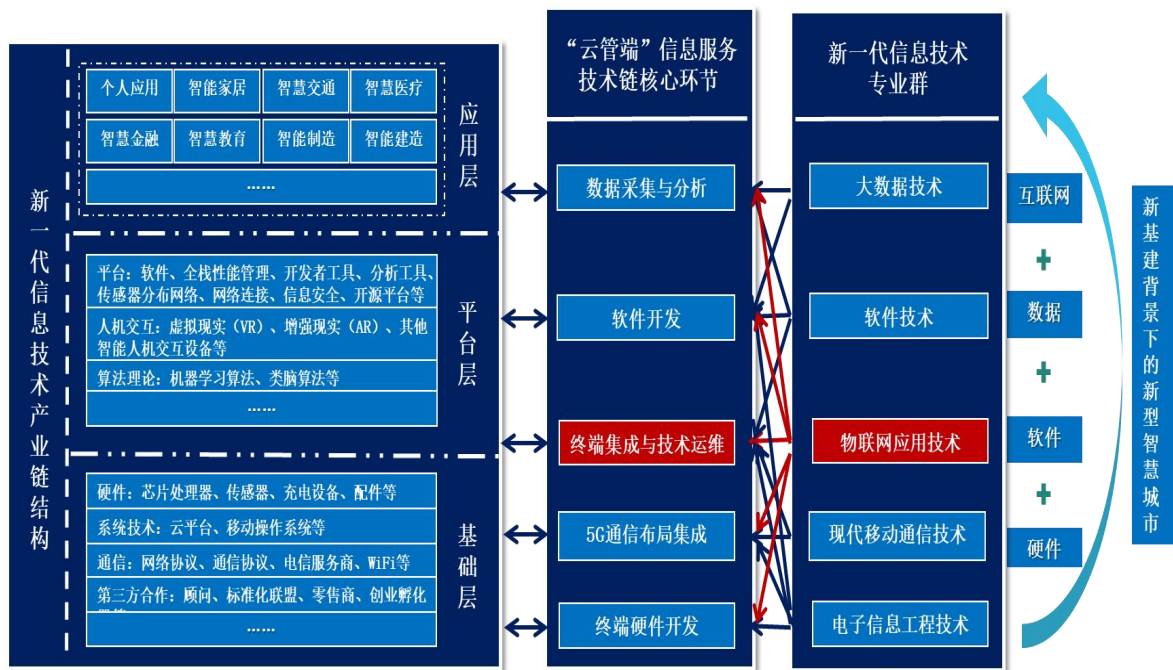 新一代信息技术产业链结构
个人应用
智能家居
智慧交通
智慧医疗
智慧金融
智慧教育
智能制造
智能建造
……
应用层
平台：软件、全栈性能管理、开发者工具、分析工具、
传感器分布网络、网络连接、信息安全、开源平台等
人机交互：虚拟现实（VR）、增强现实（AR）、其他
智能人机交互设备等
算法理论：机器学习算法、类脑算法等
……
平台层
硬件：芯片处理器、传感器、充电设备、配件等
系统技术：云平台、移动操作系统等
通信：网络协议、通信协议、电信服务商、WiFi等
第三方合作：顾问、标准化联盟、零售商、创业孵化
……
基础层
“云管端”信息服务
技术链核心环节
数据采集与分析
软件开发
终端集成与技术运维
5G通信布局集成
终端硬件开发
新一代信息技术
专业群
大数据技术
软件技术
物联网应用技术
现代移动通信技术
电子信息工程技术
互联网
+
数据
+
软件
+
硬件
新基建背景下的新型智慧城市